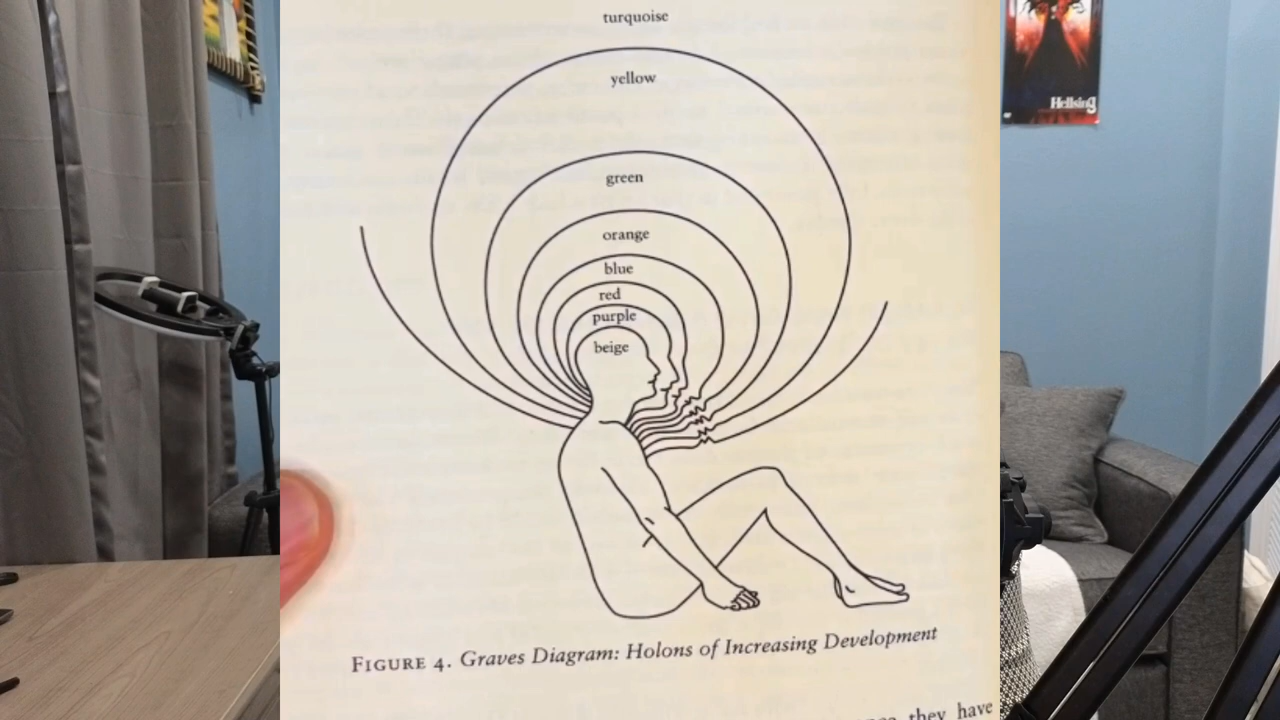 turquoise
yellow
green
orange
blue
red
purple
beige
Hellsing
FIGURE 4. Graves Diagram: Holons of Increasing Development
they have